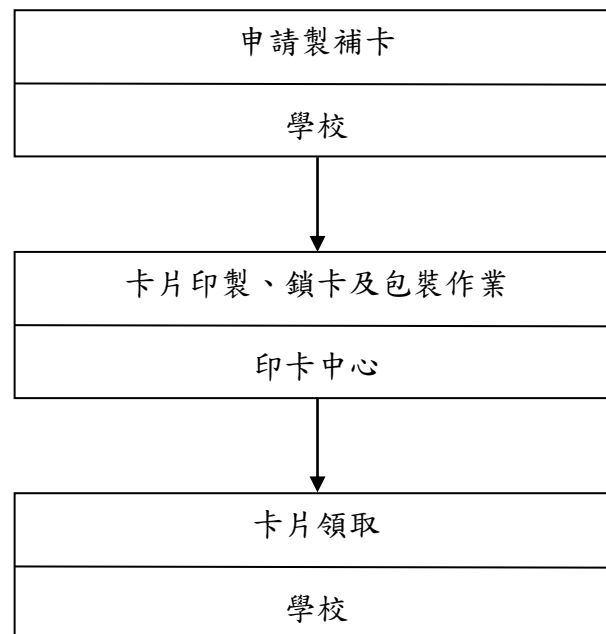 申請製補卡
學校
卡片印製、鎖卡及包裝作業
印卡中心
卡片領取
學校